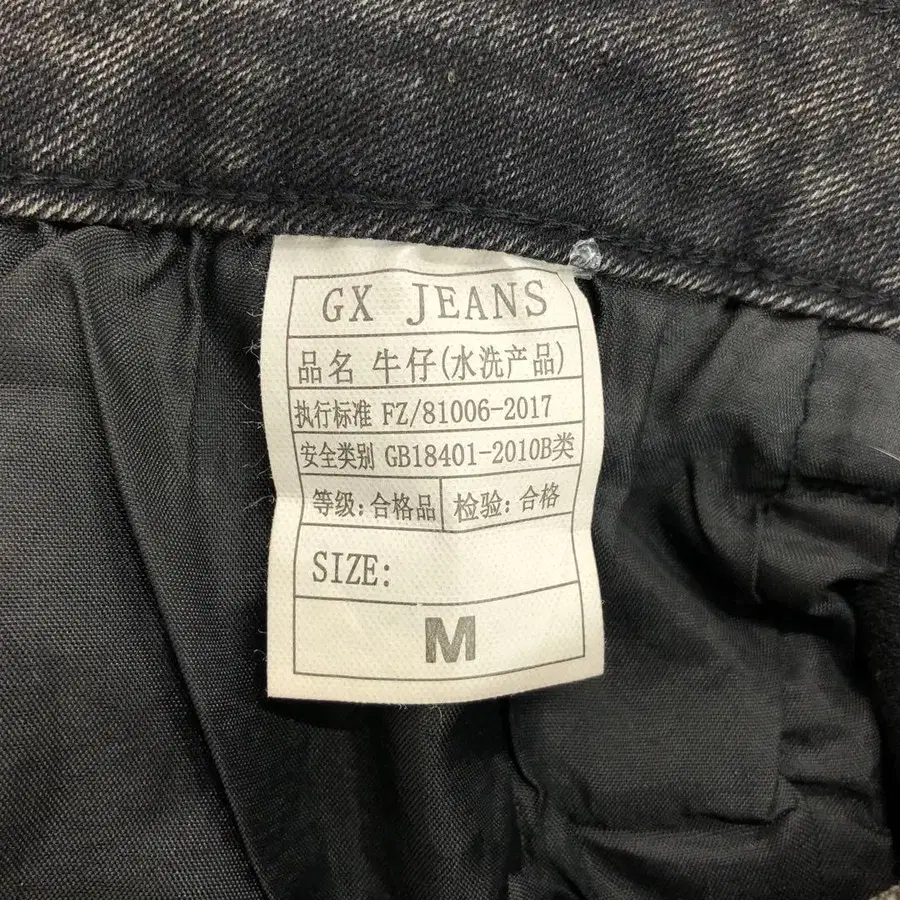 GX JEANS
品名 牛仔(水洗产品)
执行标准 FZ/81006-2017
安全类别 GB18401-2010B类
等级:合格品 检验:合格
SIZE:
M